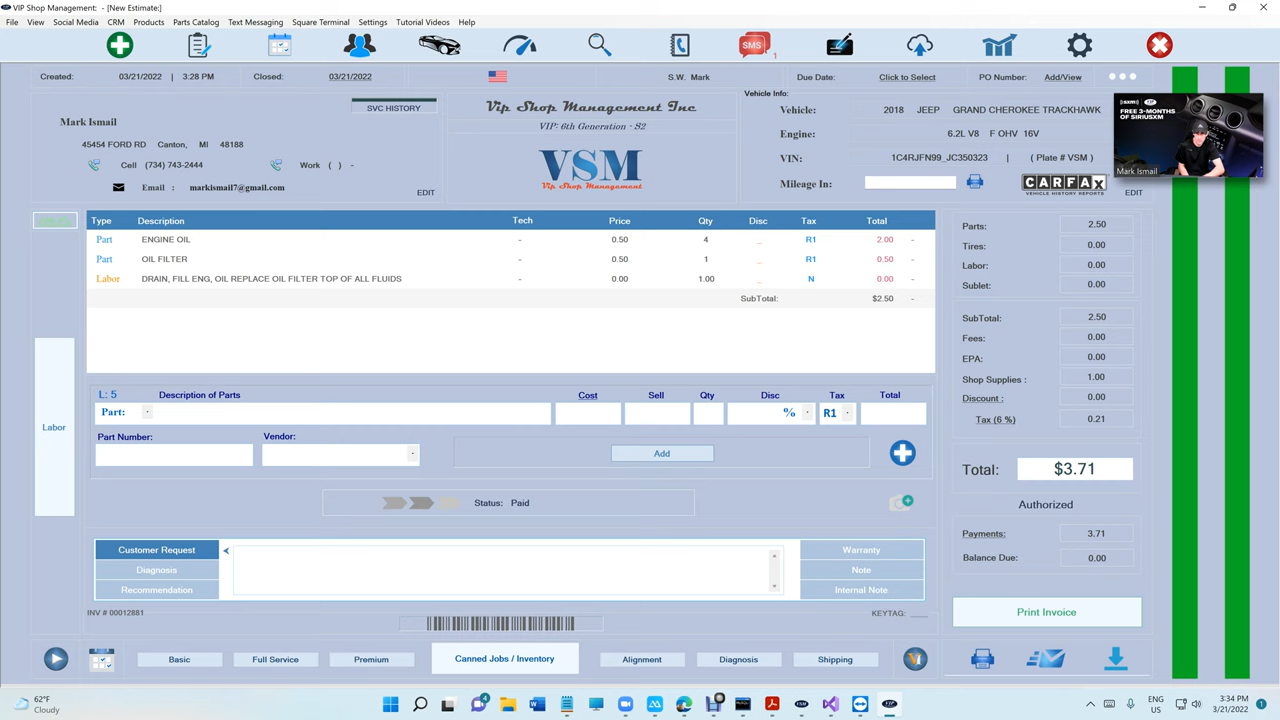 VIP Shop Management: - [New Estimate:]
File View Social Media CRM Products Parts Catalog Text Messaging Square Terminal Settings Tutorial Videos Help
SMS 1
Created: 03/21/2022 | 3:28 PM Closed: 03/21/2022 S.W. Mark Due Date: Click to Select PO Number: Add/View
SVC HISTORY
Mark Ismail
45454 FORD RD Canton, MI 48188
Cell (734) 743-2444 Work ( ) -
Email : markismail7@gmail.com
EDIT
Vip Shop Management Inc
VIP: 6th Generation - S2
VSM
Vip Shop Management
Vehicle Info:
Vehicle: 2018 JEEP GRAND CHEROKEE TRACKHAWK
Engine: 6.2L V8 F OHV 16V
VIN: 1C4RJFN99_JC350323 | ( Plate # VSM )
Mileage In:
CARFAX
VEHICLE HISTORY REPORTS
EDIT
FREE 3-MONTHS
OF SIRIUSXM
Mark Ismail
Type Description Tech Price Qty Disc Tax Total
Part ENGINE OIL - 0.50 4 _ R1 2.00 -
Part OIL FILTER - 0.50 1 _ R1 0.50 -
Labor DRAIN, FILL ENG, OIL REPLACE OIL FILTER TOP OF ALL FLUIDS - 0.00 1.00 _ N 0.00 -
SubTotal: $2.50 -
Labor
L: 5 Description of Parts Cost Sell Qty Disc Tax Total
Part: % R1
Part Number: Vendor:
Add
Status: Paid
Customer Request
Diagnosis
Recommendation
Warranty
Note
Internal Note
INV # 00012881
KEYTAG: ___
Parts: 2.50
Tires: 0.00
Labor: 0.00
Sublet: 0.00
SubTotal: 2.50
Fees: 0.00
EPA: 0.00
Shop Supplies : 1.00
Discount : 0.00
Tax (6 %) 0.21
Total: $3.71
Authorized
Payments: 3.71
Balance Due: 0.00
Print Invoice
Basic Full Service Premium Canned Jobs / Inventory Alignment Diagnosis Shipping
62°F
Cloudy
4
ENG
US
3:34 PM
3/21/2022
1